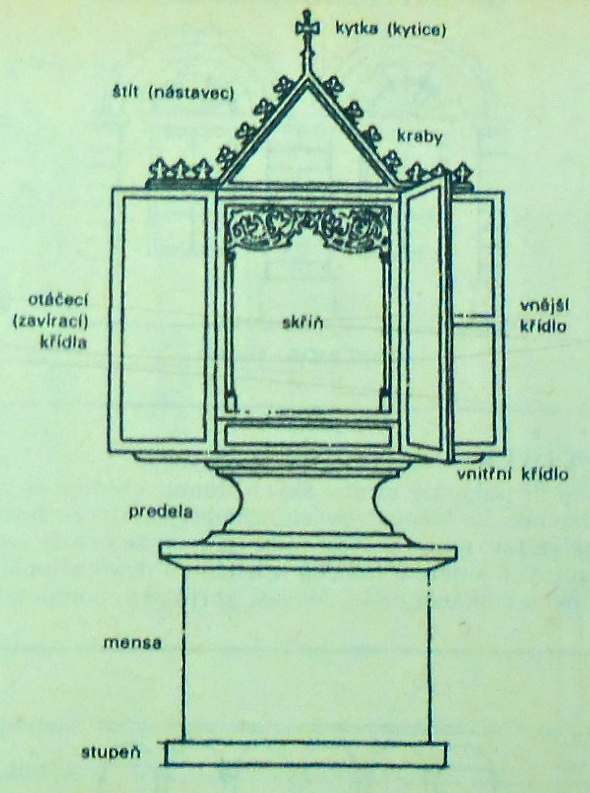 kytka (kytice)
štít (nástavec)
kraby
otáčecí
(zavírací)
křídla
skříň
vnější
křídlo
vnitřní křídlo
predela
mensa
stupeň